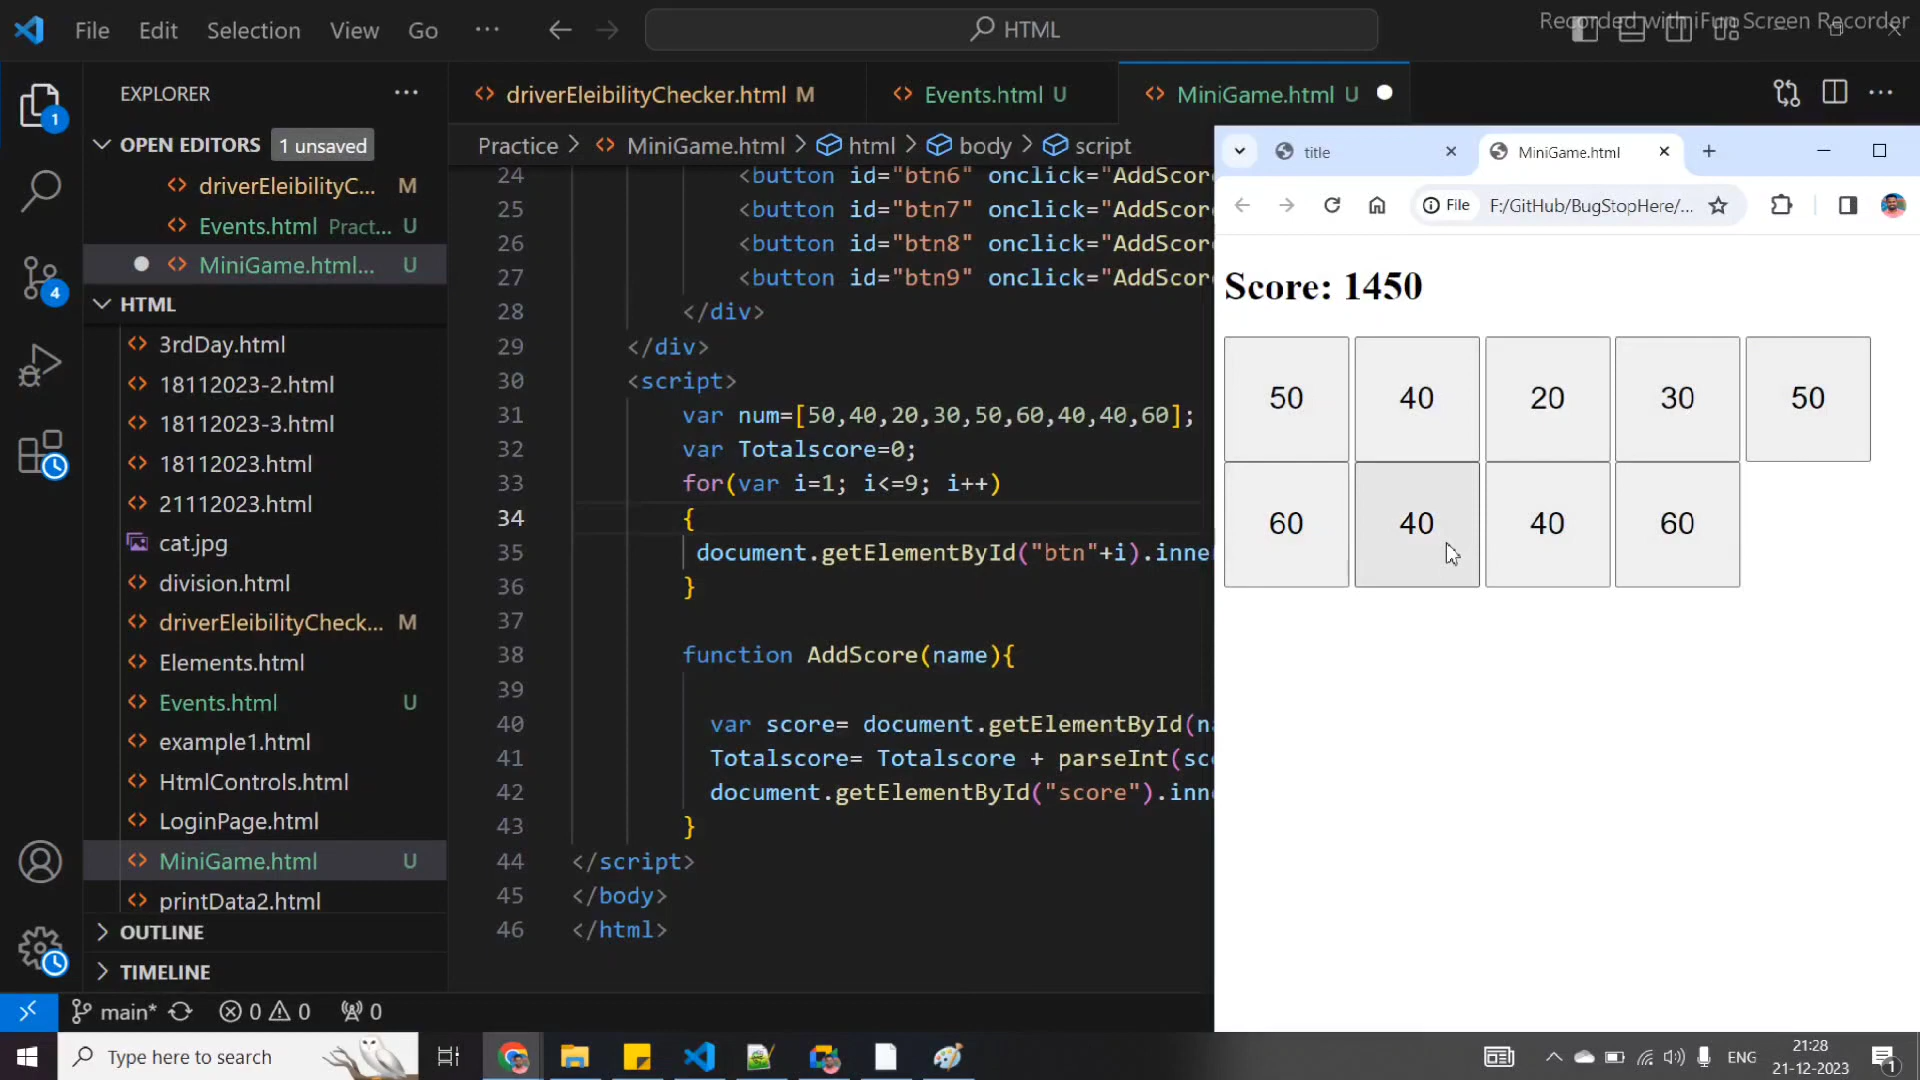 File Edit Selection View Go ··· HTML
Recorded with iFun Screen Recorder
EXPLORER ···
OPEN EDITORS 1 unsaved
driverEleibilityC... M
Events.html Pract... U
MiniGame.html... U
HTML
3rdDay.html
18112023-2.html
18112023-3.html
18112023.html
21112023.html
cat.jpg
division.html
driverEleibilityCheck... M
Elements.html
Events.html U
example1.html
HtmlControls.html
LoginPage.html
MiniGame.html U
printData2.html
OUTLINE
TIMELINE
1
4
driverEleibilityChecker.html M Events.html U MiniGame.html U
Practice > MiniGame.html > html > body > script
24 <button id="btn6" onclick="AddScor
25 <button id="btn7" onclick="AddScor
26 <button id="btn8" onclick="AddScor
27 <button id="btn9" onclick="AddScor
28 </div>
29 </div>
30 <script>
31 var num=[50,40,20,30,50,60,40,40,60];
32 var Totalscore=0;
33 for(var i=1; i<=9; i++)
34 {
35 document.getElementById("btn"+i).inne
36 }
37
38 function AddScore(name){
39
40 var score= document.getElementById(n
41 Totalscore= Totalscore + parseInt(sc
42 document.getElementById("score").inn
43 }
44 </script>
45 </body>
46 </html>
title MiniGame.html
File F:/GitHub/BugStopHere/...
Score: 1450
50 40 20 30 50
60 40 40 60
main* 0 0 0
Type here to search
ENG
21:28
21-12-2023
1